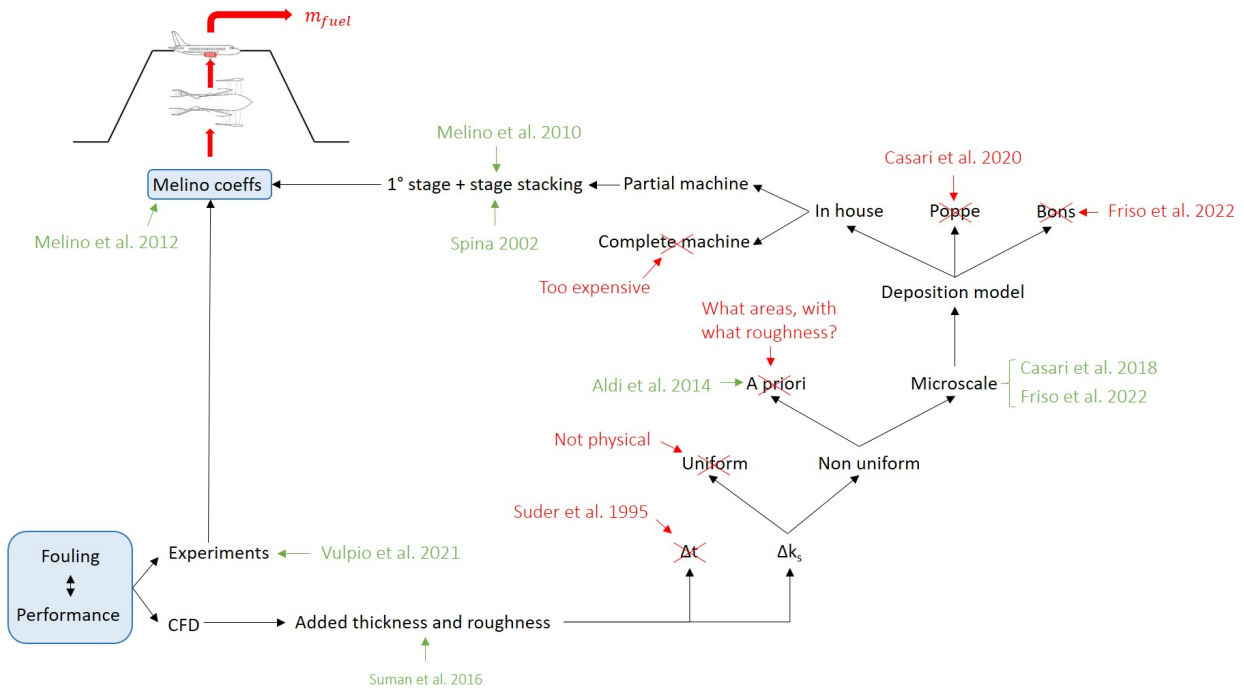 m_fuel
Melino et al. 2010
Casari et al. 2020
Melino coeffs
1° stage + stage stacking
Partial machine
In house
Poppe
Bons
Friso et al. 2022
Melino et al. 2012
Spina 2002
Complete machine
Too expensive
Deposition model
What areas, with
what roughness?
Aldi et al. 2014
A priori
Microscale
Casari et al. 2018
Friso et al. 2022
Not physical
Uniform
Non uniform
Suder et al. 1995
Fouling
Performance
Experiments
Vulpio et al. 2021
Δt
Δkₛ
CFD
Added thickness and roughness
Suman et al. 2016